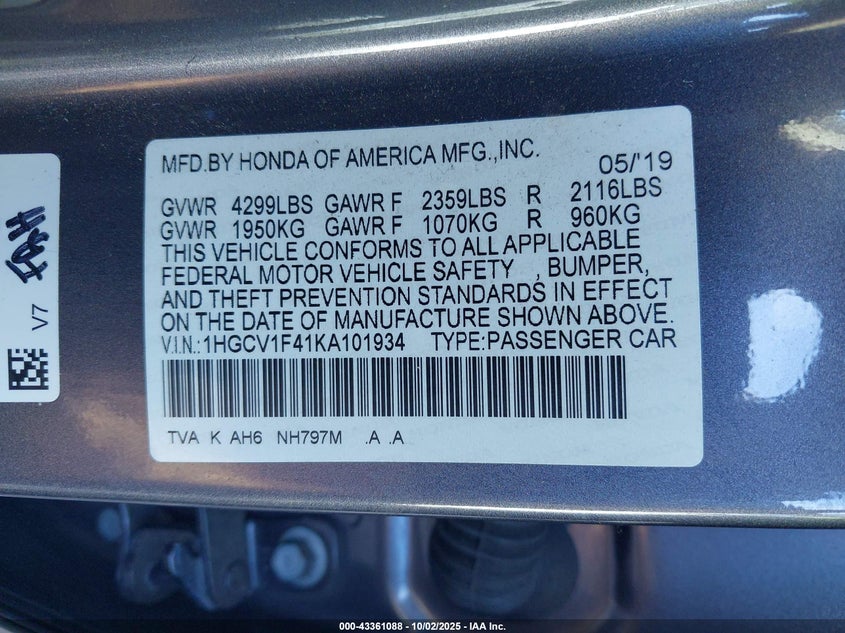 MFD.BY HONDA OF AMERICA MFG.,INC. 05/'19
GVWR 4299LBS GAWR F 2359LBS R 2116LBS
GVWR 1950KG GAWR F 1070KG R 960KG
THIS VEHICLE CONFORMS TO ALL APPLICABLE
FEDERAL MOTOR VEHICLE SAFETY , BUMPER,
AND THEFT PREVENTION STANDARDS IN EFFECT
ON THE DATE OF MANUFACTURE SHOWN ABOVE.
V.I.N.:1HGCV1F41KA101934 TYPE:PASSENGER CAR
TVA K AH6 NH797M .A .A
V7
000-43361088 - 10/02/2025 - IAA Inc.